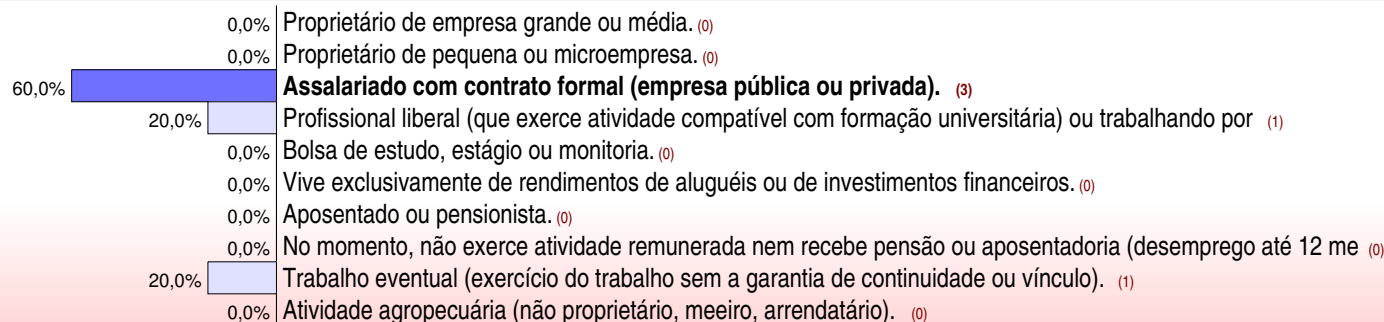 0,0% Proprietário de empresa grande ou média. (0)
0,0% Proprietário de pequena ou microempresa. (0)
60,0% Assalariado com contrato formal (empresa pública ou privada). (3)
20,0% Profissional liberal (que exerce atividade compatível com formação universitária) ou trabalhando por (1)
0,0% Bolsa de estudo, estágio ou monitoria. (0)
0,0% Vive exclusivamente de rendimentos de aluguéis ou de investimentos financeiros. (0)
0,0% Aposentado ou pensionista. (0)
0,0% No momento, não exerce atividade remunerada nem recebe pensão ou aposentadoria (desemprego até 12 me (0)
20,0% Trabalho eventual (exercício do trabalho sem a garantia de continuidade ou vínculo). (1)
0,0% Atividade agropecuária (não proprietário, meeiro, arrendatário). (0)